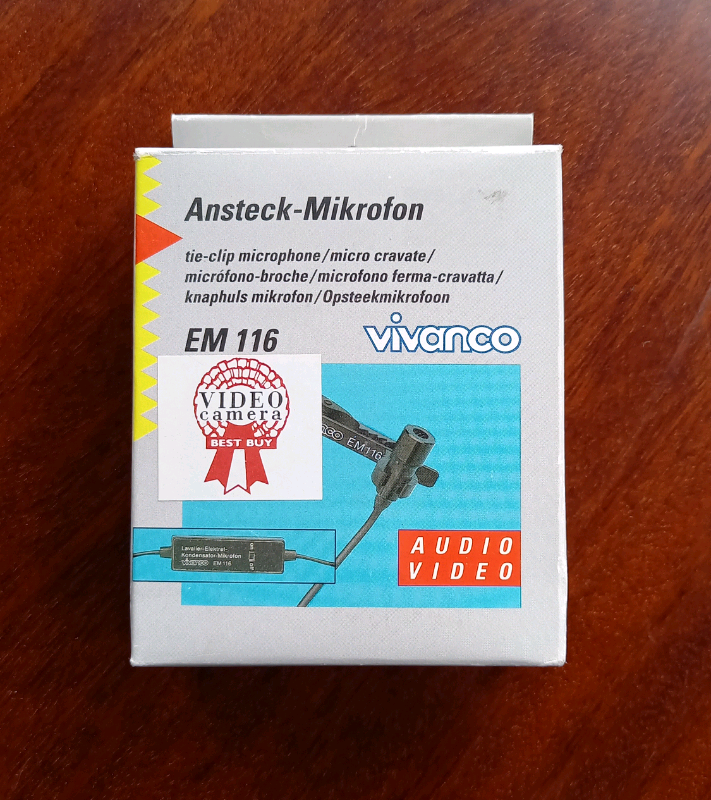 Ansteck-Mikrofon
tie-clip microphone/micro cravate/
micrófono-broche/microfono ferma-cravatta/
knaphuls mikrofon/Opsteekmikrofoon
EM 116
vivanco
VIDEO
camera
BEST BUY
EM116
Lavalier-Elektret-
Kondensator-Mikrofon
vivanco EM 116
AUDIO
VIDEO